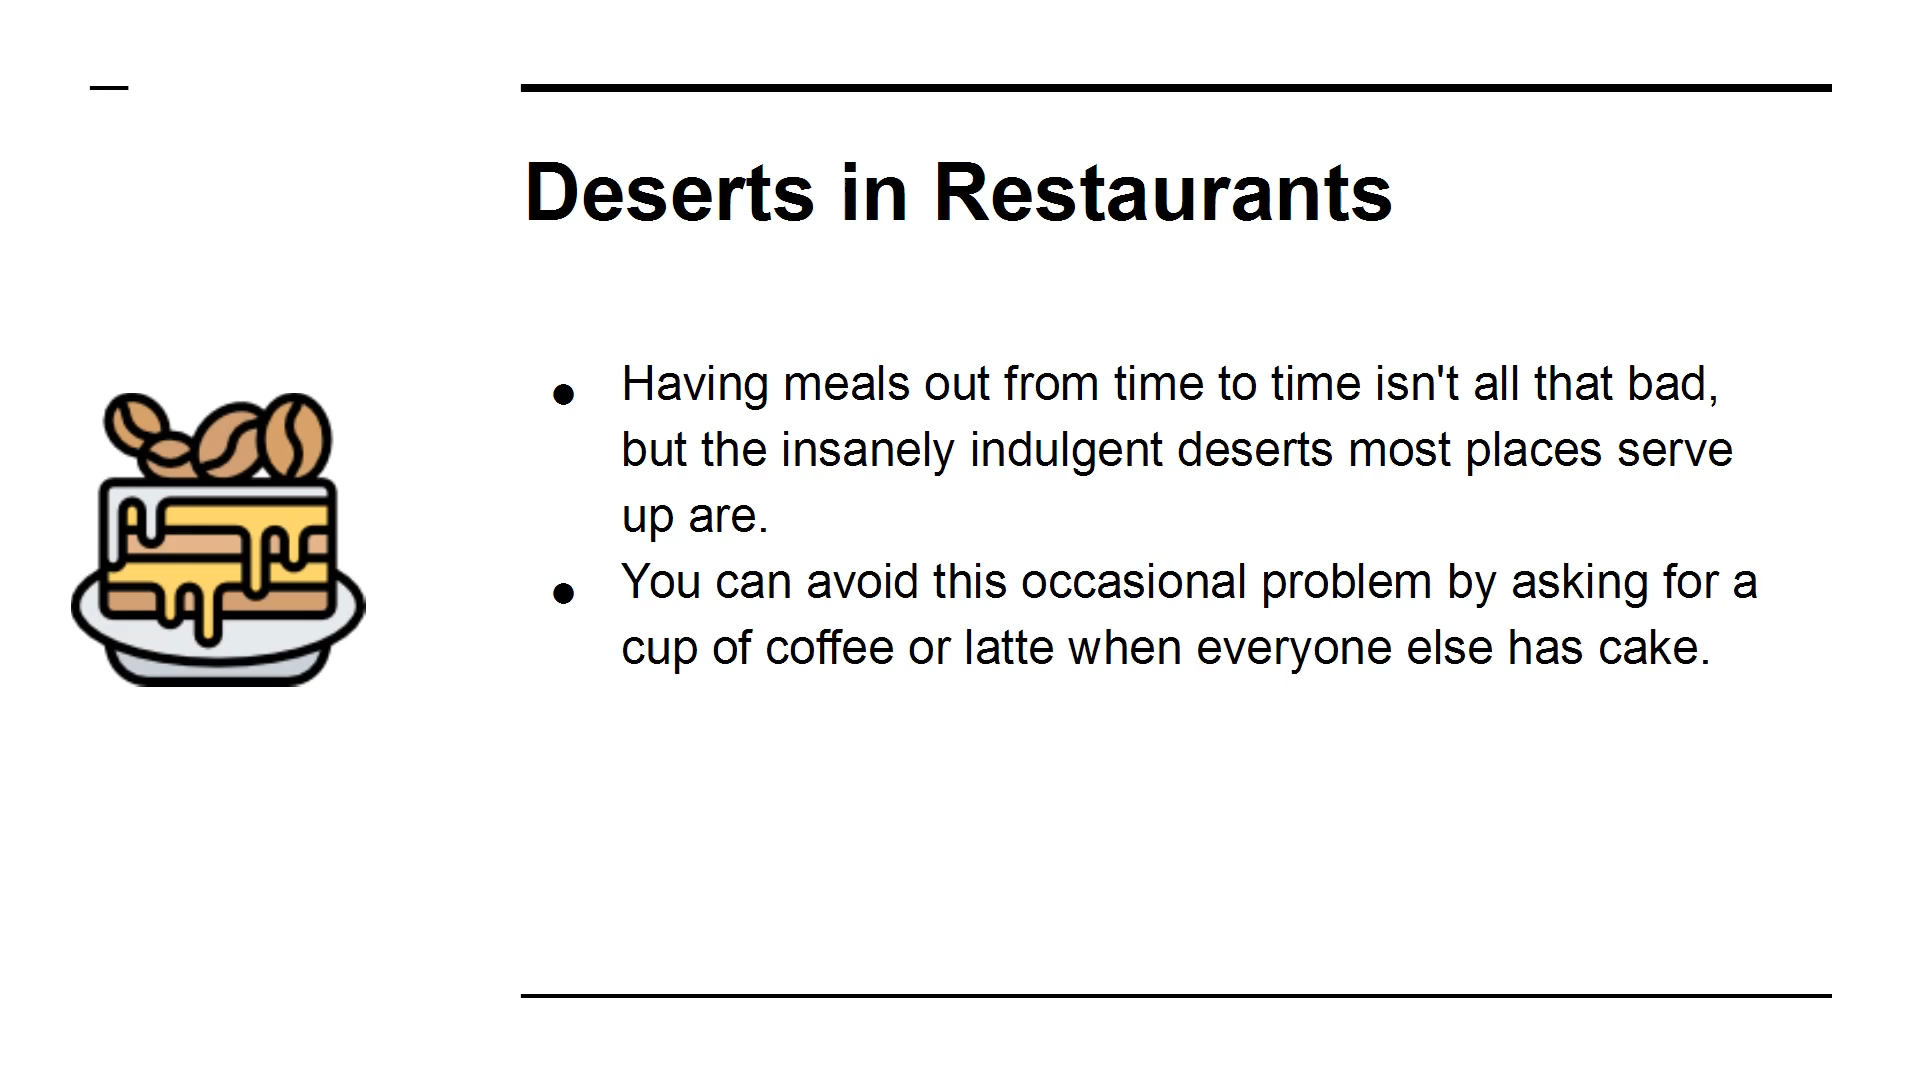 Deserts in Restaurants
● Having meals out from time to time isn't all that bad,
but the insanely indulgent deserts most places serve
up are.
● You can avoid this occasional problem by asking for a
cup of coffee or latte when everyone else has cake.